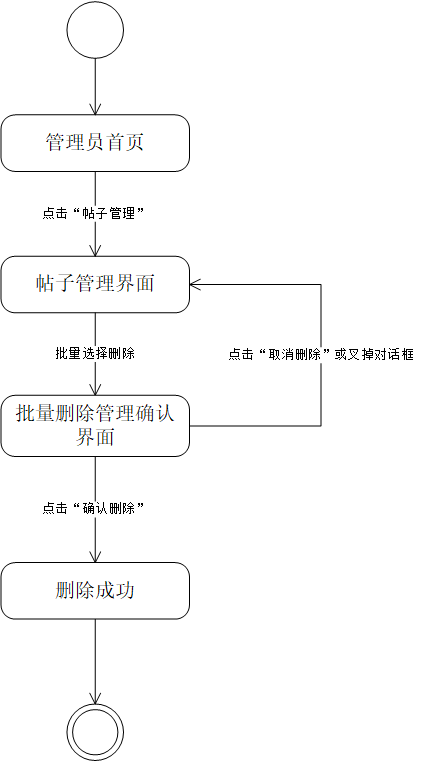 管理员首页
点击“帖子管理”
帖子管理界面
批量选择删除
点击“取消删除”或叉掉对话框
批量删除管理确认
界面
点击“确认删除”
删除成功